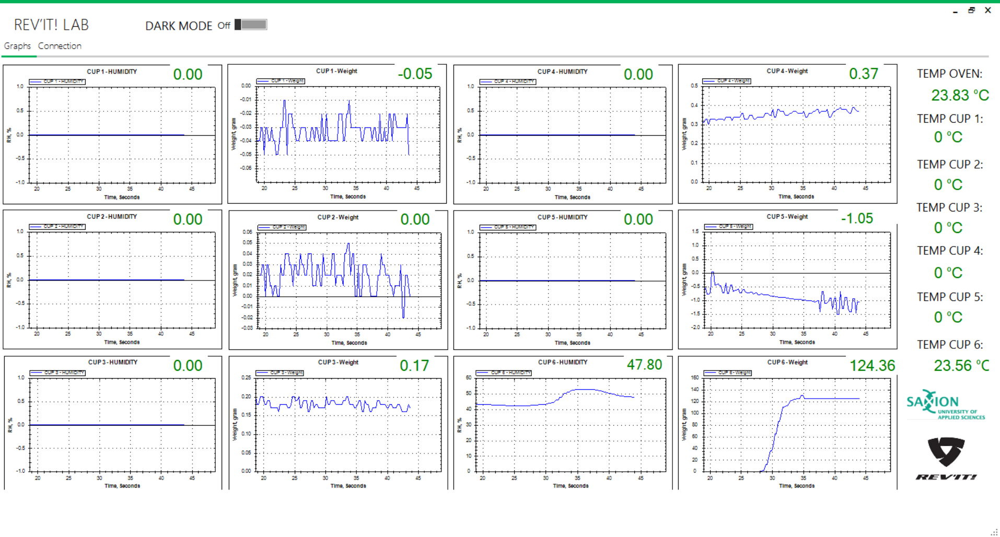 REV'IT! LAB
DARK MODE Off
Graphs Connection
CUP 1 - HUMIDITY 0.00
CUP 1 - HUMIDITY
1.0
0.5
0.0
-0.5
-1.0
RH, %
20 25 30 35 40 45
Time, Seconds
CUP 1 - Weight -0.05
CUP 1 - Weight
0.00
-0.01
-0.02
-0.03
-0.04
-0.05
-0.06
Weight, gram
20 25 30 35 40 45
Time, Seconds
CUP 4 - HUMIDITY 0.00
CUP 4 - HUMIDITY
1.0
0.5
0.0
-0.5
-1.0
RH, %
20 25 30 35 40 45
Time, Seconds
CUP 4 - Weight 0.37
CUP 4 - Weight
0.5
0.4
0.3
0.2
0.1
0.0
Weight, gram
20 25 30 35 40 45
Time, Seconds
CUP 2 - HUMIDITY 0.00
CUP 2 - HUMIDITY
1.0
0.5
0.0
-0.5
-1.0
RH, %
20 25 30 35 40 45
Time, Seconds
CUP 2 - Weight 0.00
CUP 2 - Weight
0.06
0.05
0.04
0.03
0.02
0.01
0.00
-0.01
-0.02
-0.03
Weight, gram
20 25 30 35 40 45
Time, Seconds
CUP 5 - HUMIDITY 0.00
CUP 5 - HUMIDITY
1.0
0.5
0.0
-0.5
-1.0
RH, %
20 25 30 35 40 45
Time, Seconds
CUP 5 - Weight -1.05
CUP 5 - Weight
1.5
1.0
0.5
0.0
-0.5
-1.0
-1.5
-2.0
Weight, gram
20 25 30 35 40 45
Time, Seconds
CUP 3 - HUMIDITY 0.00
CUP 3 - HUMIDITY
1.0
0.5
0.0
-0.5
-1.0
RH, %
20 25 30 35 40 45
Time, Seconds
CUP 3 - Weight 0.17
CUP 3 - Weight
0.25
0.20
0.15
0.10
0.05
0.00
Weight, gram
20 25 30 35 40 45
Time, Seconds
CUP 6 - HUMIDITY 47.80
CUP 6 - HUMIDITY
60
50
40
30
20
10
0
RH, %
20 25 30 35 40 45
Time, Seconds
CUP 6 - Weight 124.36
CUP 6 - Weight
160
140
120
100
80
60
40
20
0
Weight, gram
20 25 30 35 40 45
Time, Seconds
TEMP OVEN:
23.83 ºC
TEMP CUP 1:
0 ºC
TEMP CUP 2:
0 ºC
TEMP CUP 3:
0 ºC
TEMP CUP 4:
0 ºC
TEMP CUP 5:
0 ºC
TEMP CUP 6:
23.56 ºC
SAXION
UNIVERSITY OF
APPLIED SCIENCES
REV'IT!